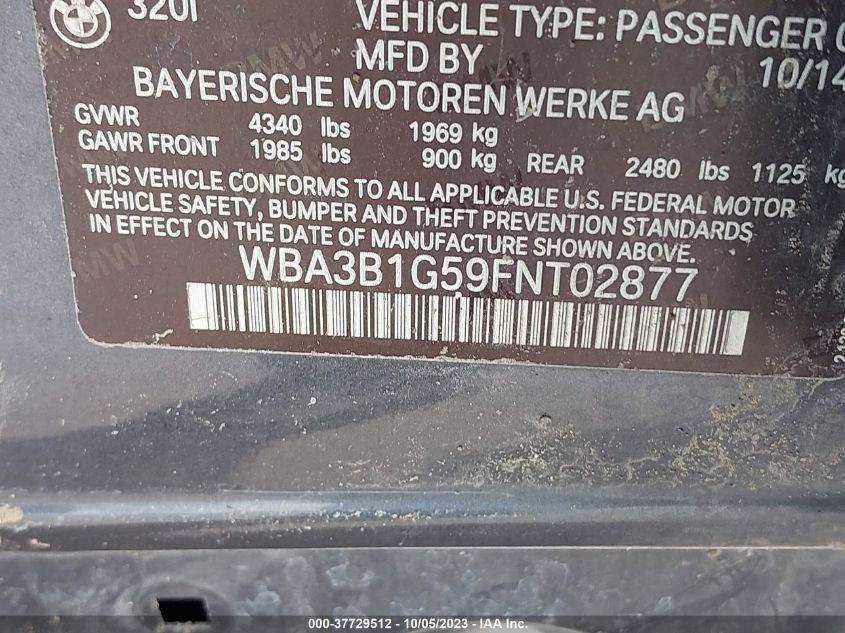 320I
VEHICLE TYPE: PASSENGER
MFD BY
10/14
BAYERISCHE MOTOREN WERKE AG
GVWR 4340 lbs 1969 kg
GAWR FRONT 1985 lbs 900 kg REAR 2480 lbs 1125 kg
THIS VEHICLE CONFORMS TO ALL APPLICABLE U.S. FEDERAL MOTOR
VEHICLE SAFETY, BUMPER AND THEFT PREVENTION STANDARDS
IN EFFECT ON THE DATE OF MANUFACTURE SHOWN ABOVE.
WBA3B1G59FNT02877
000-37729512 - 10/05/2023 - © IAA, Inc.